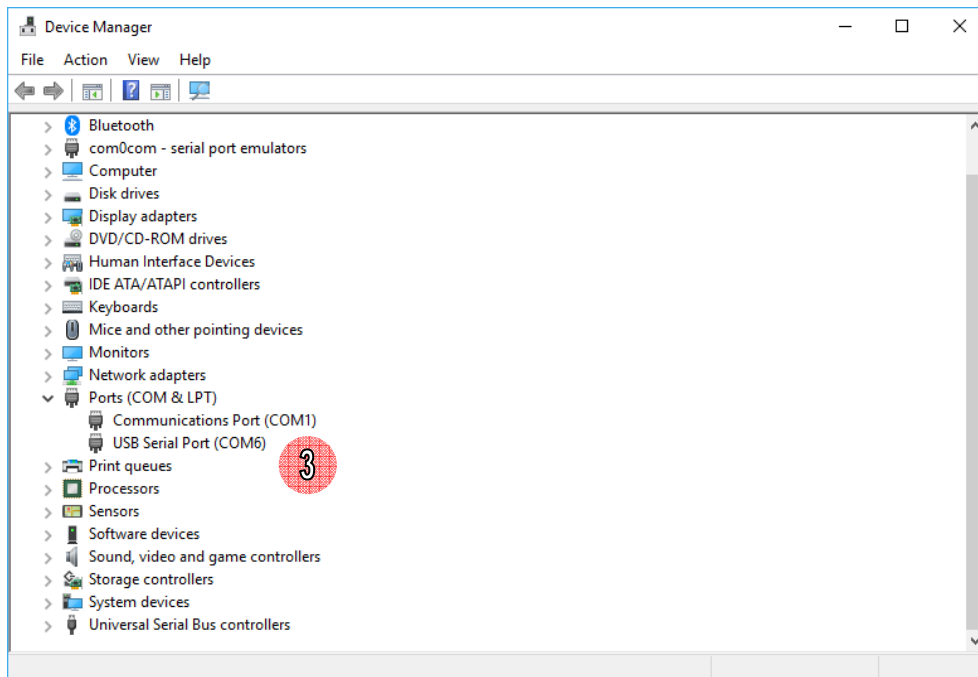 Device Manager
File Action View Help
Bluetooth
com0com - serial port emulators
Computer
Disk drives
Display adapters
DVD/CD-ROM drives
Human Interface Devices
IDE ATA/ATAPI controllers
Keyboards
Mice and other pointing devices
Monitors
Network adapters
Ports (COM & LPT)
Communications Port (COM1)
USB Serial Port (COM6)
3
Print queues
Processors
Sensors
Software devices
Sound, video and game controllers
Storage controllers
System devices
Universal Serial Bus controllers